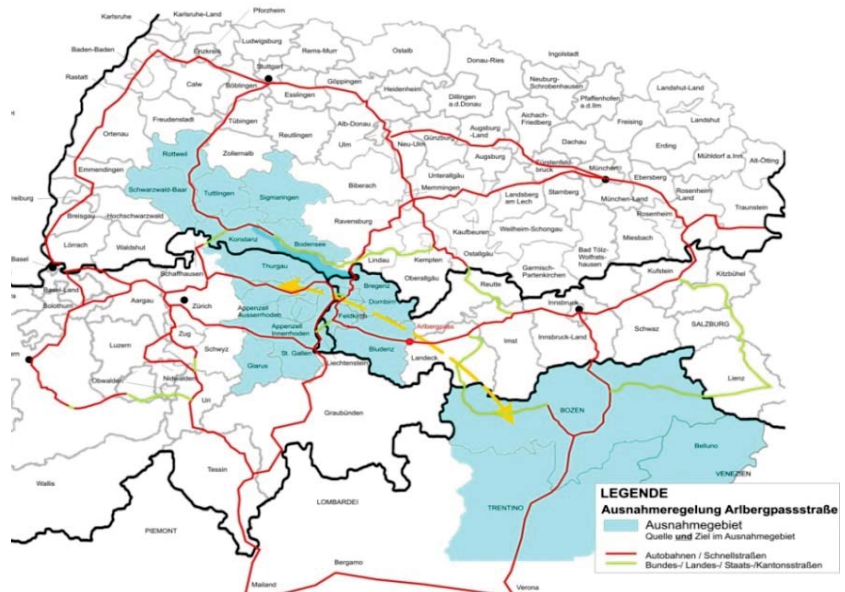 Karlsruhe
Karlsruhe-Land
Pforzheim
Baden-Baden
Enzkreis
Ludwigsburg
Rems-Murr
Ostalb
Donau-Ries
Ingolstadt
Stuttgart
Rastatt
Calw
Böblingen
Esslingen
Göppingen
Heidenheim
Dillingen
a.d.Donau
Neuburg-
Schrobenhausen
Pfaffenhofen
a.d.Ilm
Landshut-Land
Freudenstadt
Tübingen
Alb-Donau
Aichach-
Friedberg
Freising
Landshut
Ortenau
Reutlingen
Ulm
Neu-Ulm
Günzburg
Augsburg
-Land
Dachau
Erding
Rottweil
Zollernalb
Augsburg
Fürstenfeld
bruck
München
Mühldorf a.Inn
Alt-Ötting
Emmendingen
Unterallgäu
Ebersberg
Schwarzwald-Baar
Tuttlingen
Sigmaringen
Biberach
Memmingen
Landsberg
am Lech
Starnberg
München-Land
Rosenheim
-Land
Traunstein
Breisgau
Hochschwarzwald
Ravensburg
Kaufbeuren
Weilheim-Schongau
Rosenheim
Lörrach
Waldshut
Konstanz
Bodensee
Lindau
Kempten
Ostallgäu
Bad Tölz-
Wolfrats-
hausen
Miesbach
Basel
Schaffhausen
Thurgau
Oberallgäu
Garmisch-
Partenkirchen
Kufstein
Kitzbühel
Basel-Land
Bregenz
Reutte
Solothurn
Aargau
Zürich
Appenzell
Ausserrhoden
Dornbirn
Innsbruck
Feldkirch
Arlbergpass
Schwaz
SALZBURG
Zug
Appenzell
Innerrhoden
Imst
Innsbruck-Land
Luzern
Schwyz
St. Gallen
Bludenz
Landeck
Obwalden
Nidwalden
Glarus
Liechtenstein
Lienz
Uri
Graubünden
BOZEN
Belluno
Tessin
VENEZIEN
Wallis
LOMBARDEI
TRENTINO
PIEMONT
Bergamo
Mailand
Verona
LEGENDE
Ausnahmeregelung Arlbergpassstraße
Ausnahmegebiet
Quelle und Ziel im Ausnahmegebiet
Autobahnen / Schnellstraßen
Bundes-/ Landes-/ Staats-/Kantonsstraßen